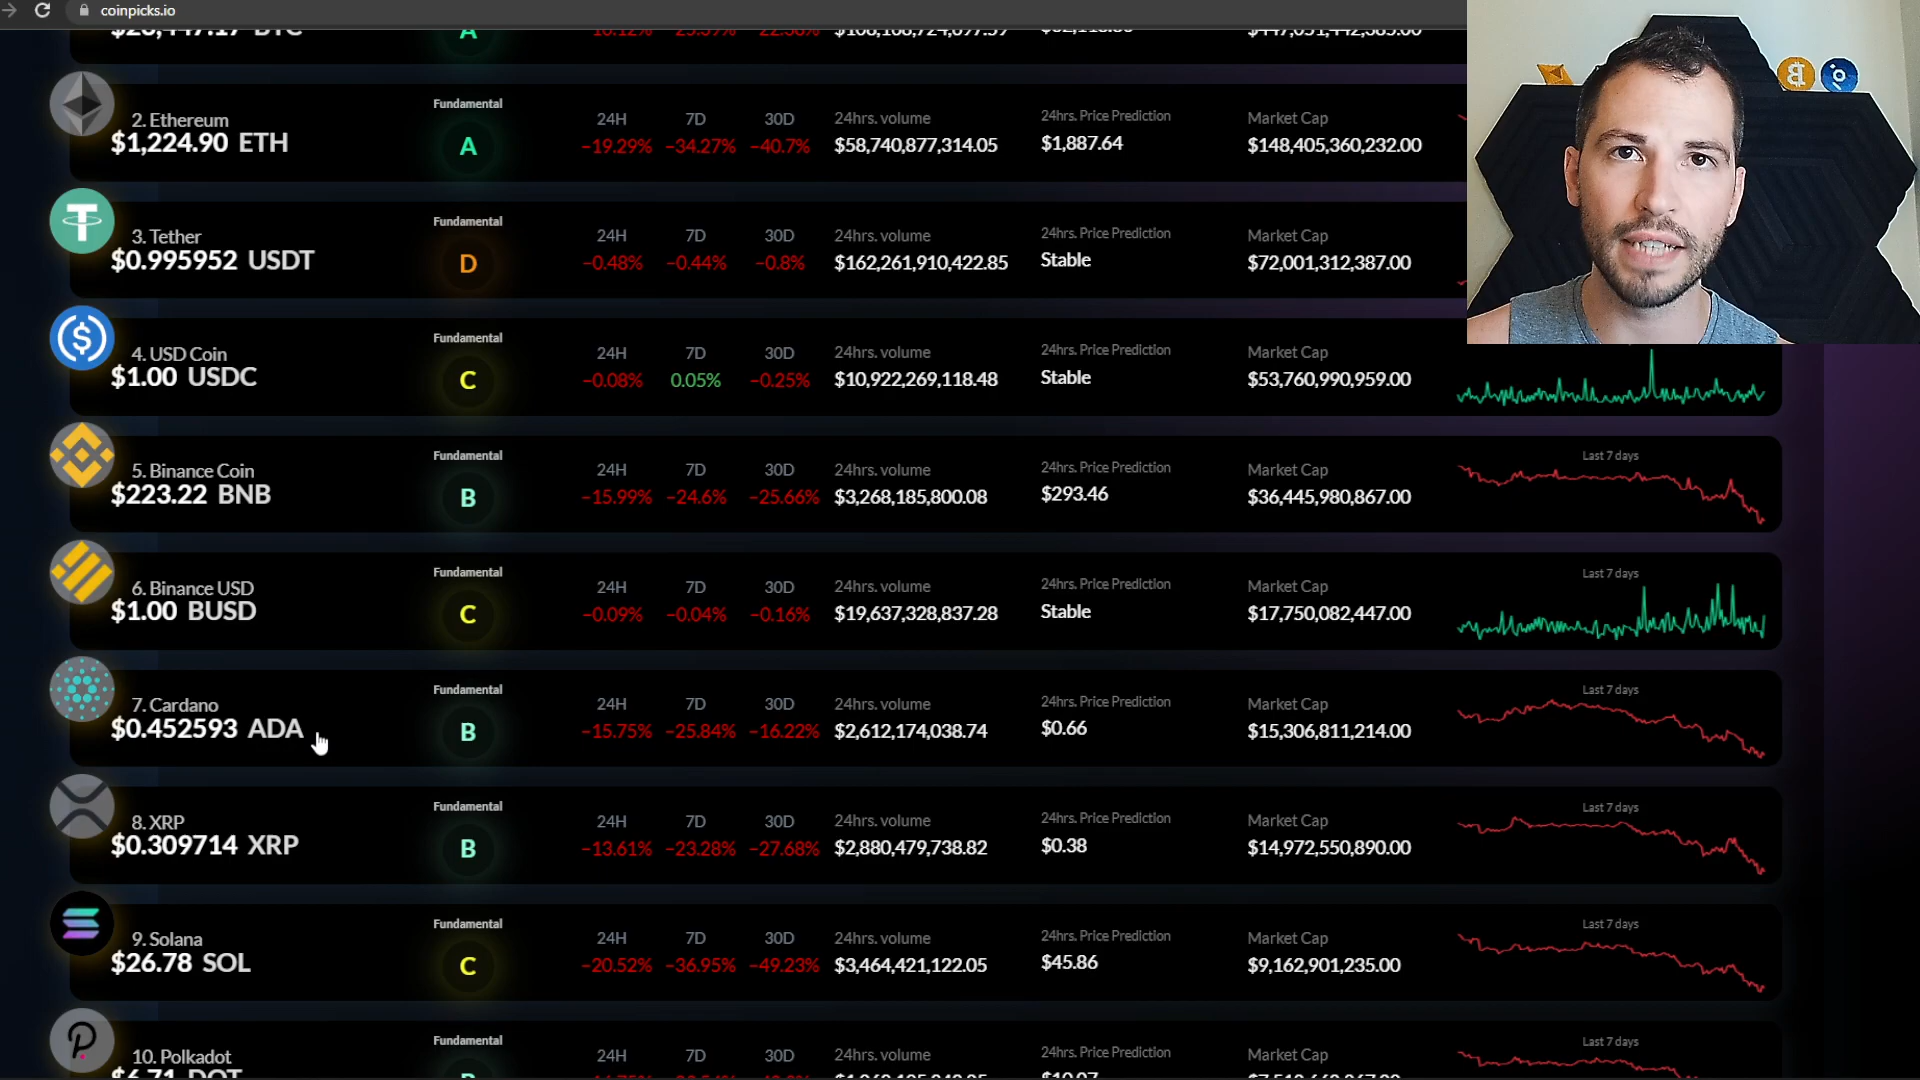 coinpicks.io
2. Ethereum
$1,224.90 ETH
Fundamental
A
24H 7D 30D
-19.29% -34.27% -40.7%
24hrs. volume
$58,740,877,314.05
24hrs. Price Prediction
$1,887.64
Market Cap
$148,405,360,232.00
3. Tether
$0.995952 USDT
Fundamental
D
24H 7D 30D
-0.48% -0.44% -0.8%
24hrs. volume
$162,261,910,422.85
24hrs. Price Prediction
Stable
Market Cap
$72,001,312,387.00
4. USD Coin
$1.00 USDC
Fundamental
C
24H 7D 30D
-0.08% 0.05% -0.25%
24hrs. volume
$10,922,269,118.48
24hrs. Price Prediction
Stable
Market Cap
$53,760,990,959.00
5. Binance Coin
$223.22 BNB
Fundamental
B
24H 7D 30D
-15.99% -24.6% -25.66%
24hrs. volume
$3,268,185,800.08
24hrs. Price Prediction
$293.46
Market Cap
$36,445,980,867.00
Last 7 days
6. Binance USD
$1.00 BUSD
Fundamental
C
24H 7D 30D
-0.09% -0.04% -0.16%
24hrs. volume
$19,637,328,837.28
24hrs. Price Prediction
Stable
Market Cap
$17,750,082,447.00
Last 7 days
7. Cardano
$0.452593 ADA
Fundamental
B
24H 7D 30D
-15.75% -25.84% -16.22%
24hrs. volume
$2,612,174,038.74
24hrs. Price Prediction
$0.66
Market Cap
$15,306,811,214.00
Last 7 days
8. XRP
$0.309714 XRP
Fundamental
B
24H 7D 30D
-13.61% -23.28% -27.68%
24hrs. volume
$2,880,479,738.82
24hrs. Price Prediction
$0.38
Market Cap
$14,972,550,890.00
Last 7 days
9. Solana
$26.78 SOL
Fundamental
C
24H 7D 30D
-20.52% -36.95% -49.23%
24hrs. volume
$3,464,421,122.05
24hrs. Price Prediction
$45.86
Market Cap
$9,162,901,235.00
Last 7 days
10. Polkadot
$6.71 DOT
Fundamental
24H 7D 30D
24hrs. volume
24hrs. Price Prediction
Market Cap
Last 7 days